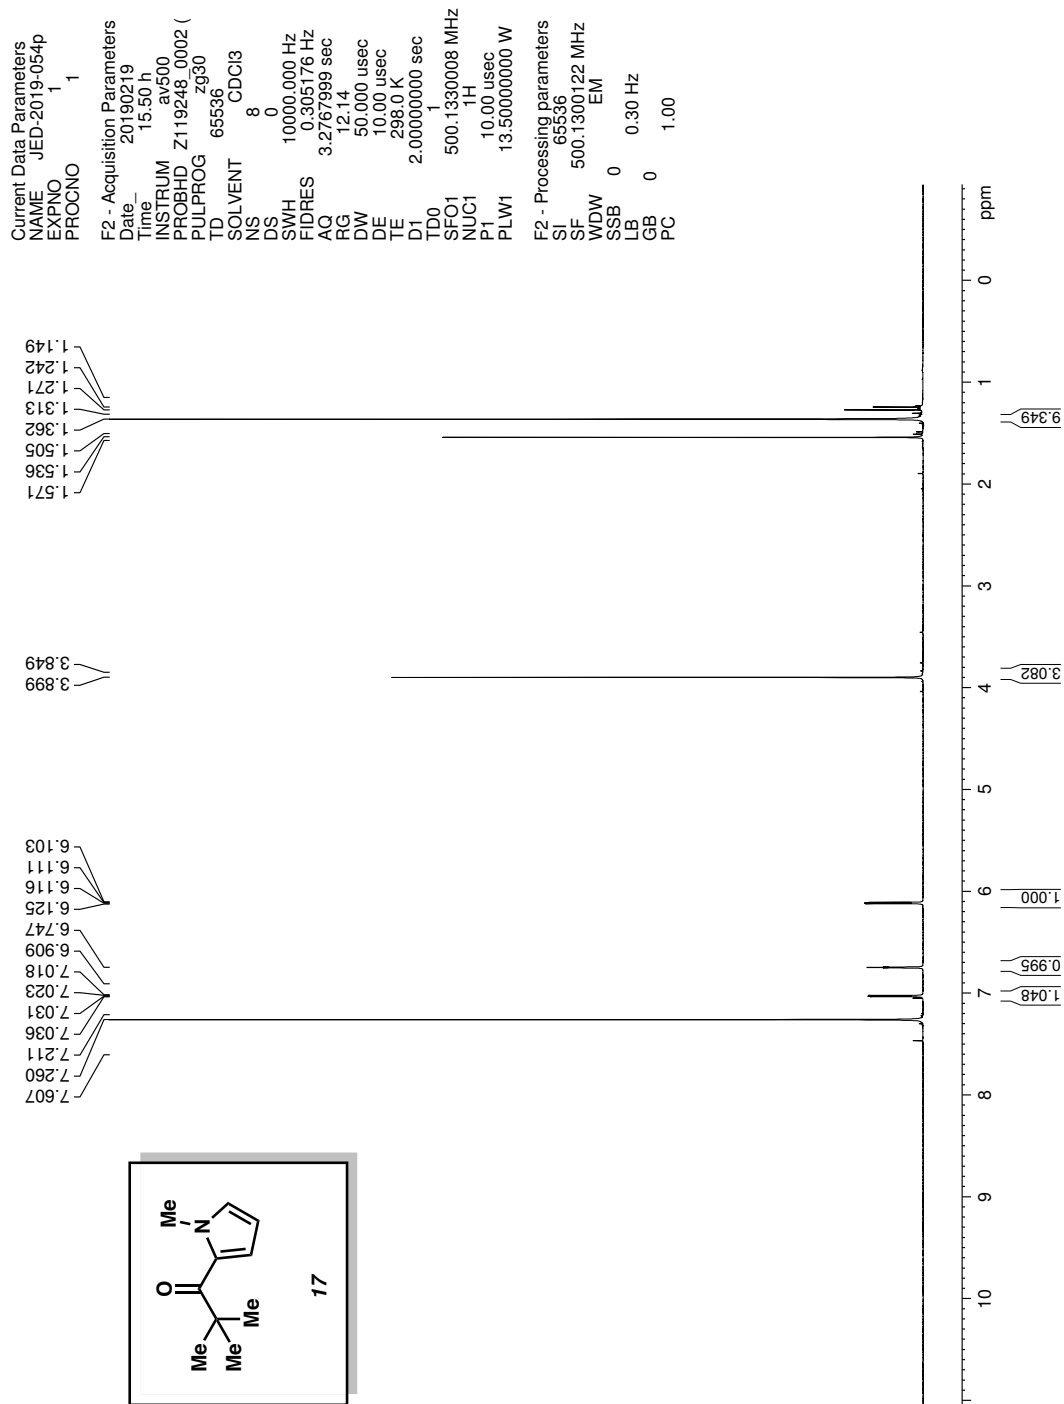 Current Data Parameters
NAME JED-2019-054p
EXPNO 1
PROCNO 1
F2 - Acquisition Parameters
Date_ 20190219
Time 15.50 h
INSTRUM av500
PROBHD Z119248_0002 (
PULPROG zg30
TD 65536
SOLVENT CDCl3
NS 8
DS 0
SWH 10000.000 Hz
FIDRES 0.305176 Hz
AQ 3.2767999 sec
RG 12.14
DW 50.000 usec
DE 10.00 usec
TE 298.0 K
D1 2.00000000 sec
TD0 1
SFO1 500.1330008 MHz
NUC1 1H
P1 10.00 usec
PLW1 13.50000000 W
F2 - Processing parameters
SI 65536
SF 500.1300122 MHz
WDW EM
SSB 0
LB 0.30 Hz
GB 0
PC 1.00
7.607
7.260
7.211
7.036
7.031
7.023
7.018
6.909
6.747
6.125
6.116
6.111
6.103
3.899
3.849
1.571
1.536
1.505
1.362
1.313
1.271
1.242
1.149
O
Me
N
Me
Me
Me
17
10
9
8
7
6
5
4
3
2
1
0
ppm
1.048
0.995
1.000
3.082
9.349